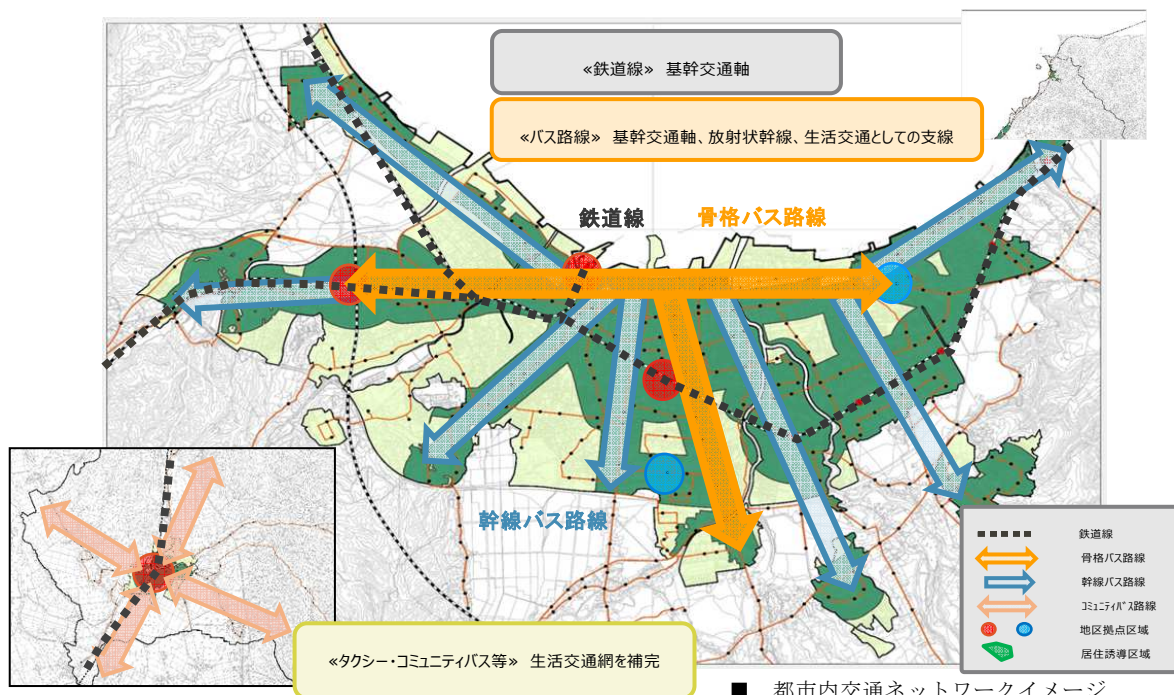 «鉄道線» 基幹交通軸
«バス路線» 基幹交通軸、放射状幹線、生活交通としての支線
鉄道線
骨格バス路線
幹線バス路線
鉄道線
骨格バス路線
幹線バス路線
ｺﾐｭﾆﾃｨﾊﾞｽ路線
地区拠点区域
居住誘導区域
«タクシー・コミュニティバス等» 生活交通網を補完
■ 都市内交通ネットワークイメージ